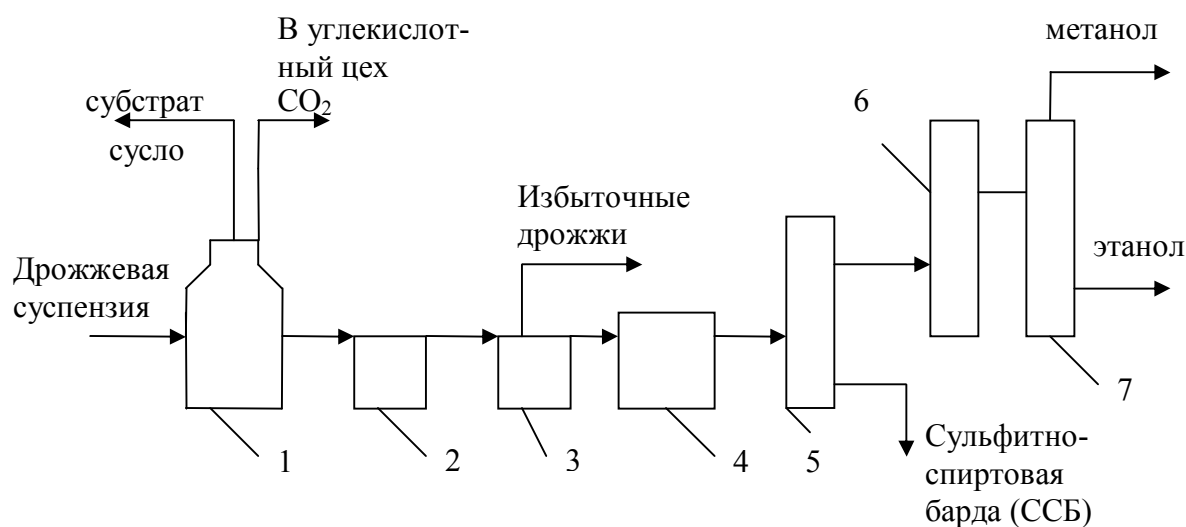 В углекислот-
ный цех
CO₂
субстрат
сусло
метанол
6
Избыточные
дрожжи
Дрожжевая
суспензия
этанол
7
1
2
3
4
5
Сульфитно-
спиртовая
барда (ССБ)